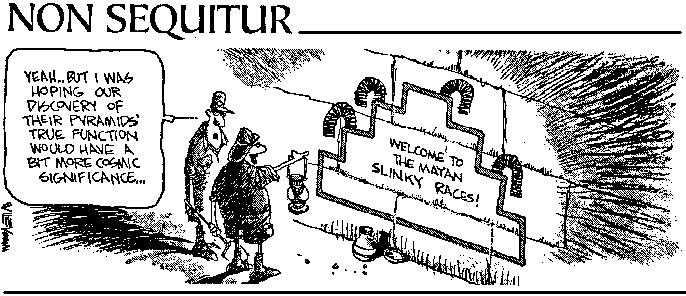 NON SEQUITUR
YEAH..BUT I WAS
HOPING OUR
DISCOVERY OF
THEIR PYRAMIDS'
TRUE FUNCTION
WOULD HAVE A
BIT MORE COSMIC
SIGNIFICANCE...
WELCOME TO
THE MAYAN
SLINKY RACES!